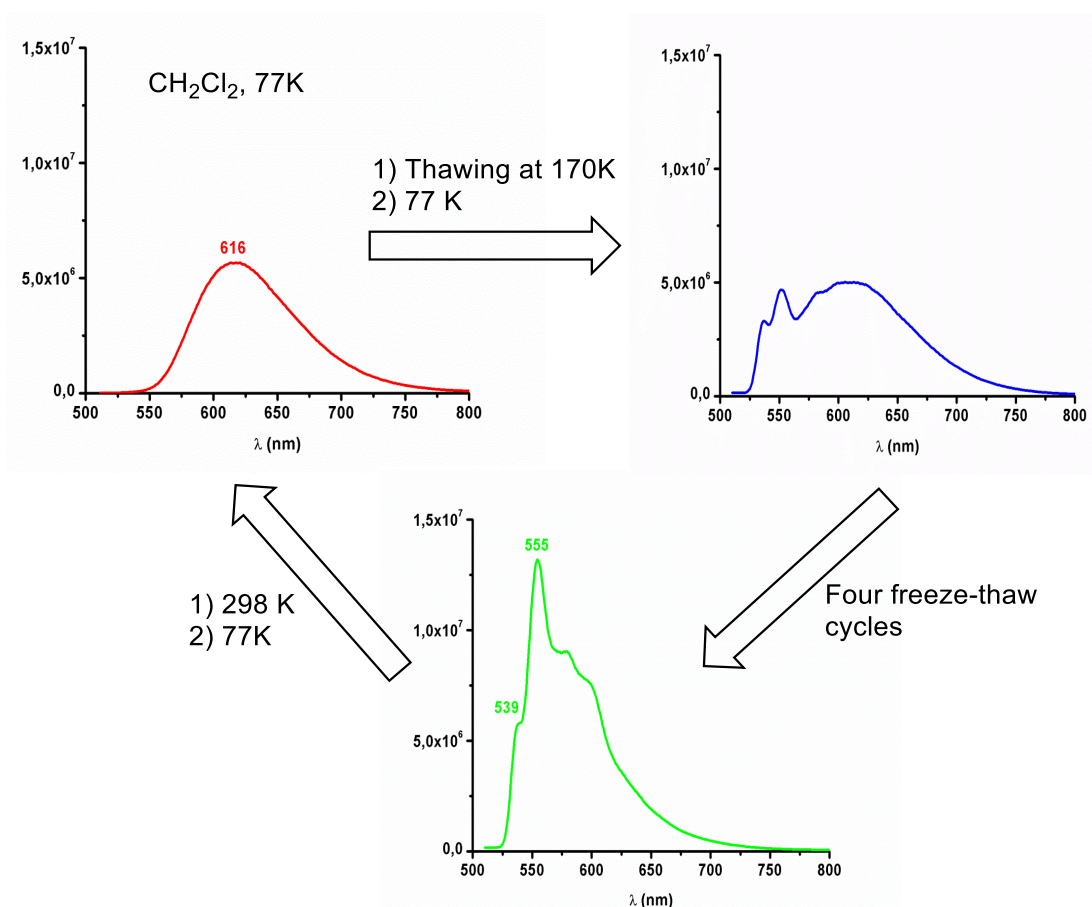 1,5x10⁷
CH₂Cl₂, 77K
1,0x10⁷
616
5,0x10⁶
0,0
500 550 600 650 700 750 800
λ (nm)
1) Thawing at 170K
2) 77 K
1,5x10⁷
1,0x10⁷
5,0x10⁶
0,0
500 550 600 650 700 750 800
λ (nm)
Four freeze-thaw
cycles
1,5x10⁷
555
1,0x10⁷
539
5,0x10⁶
0,0
500 550 600 650 700 750 800
λ (nm)
1) 298 K
2) 77K